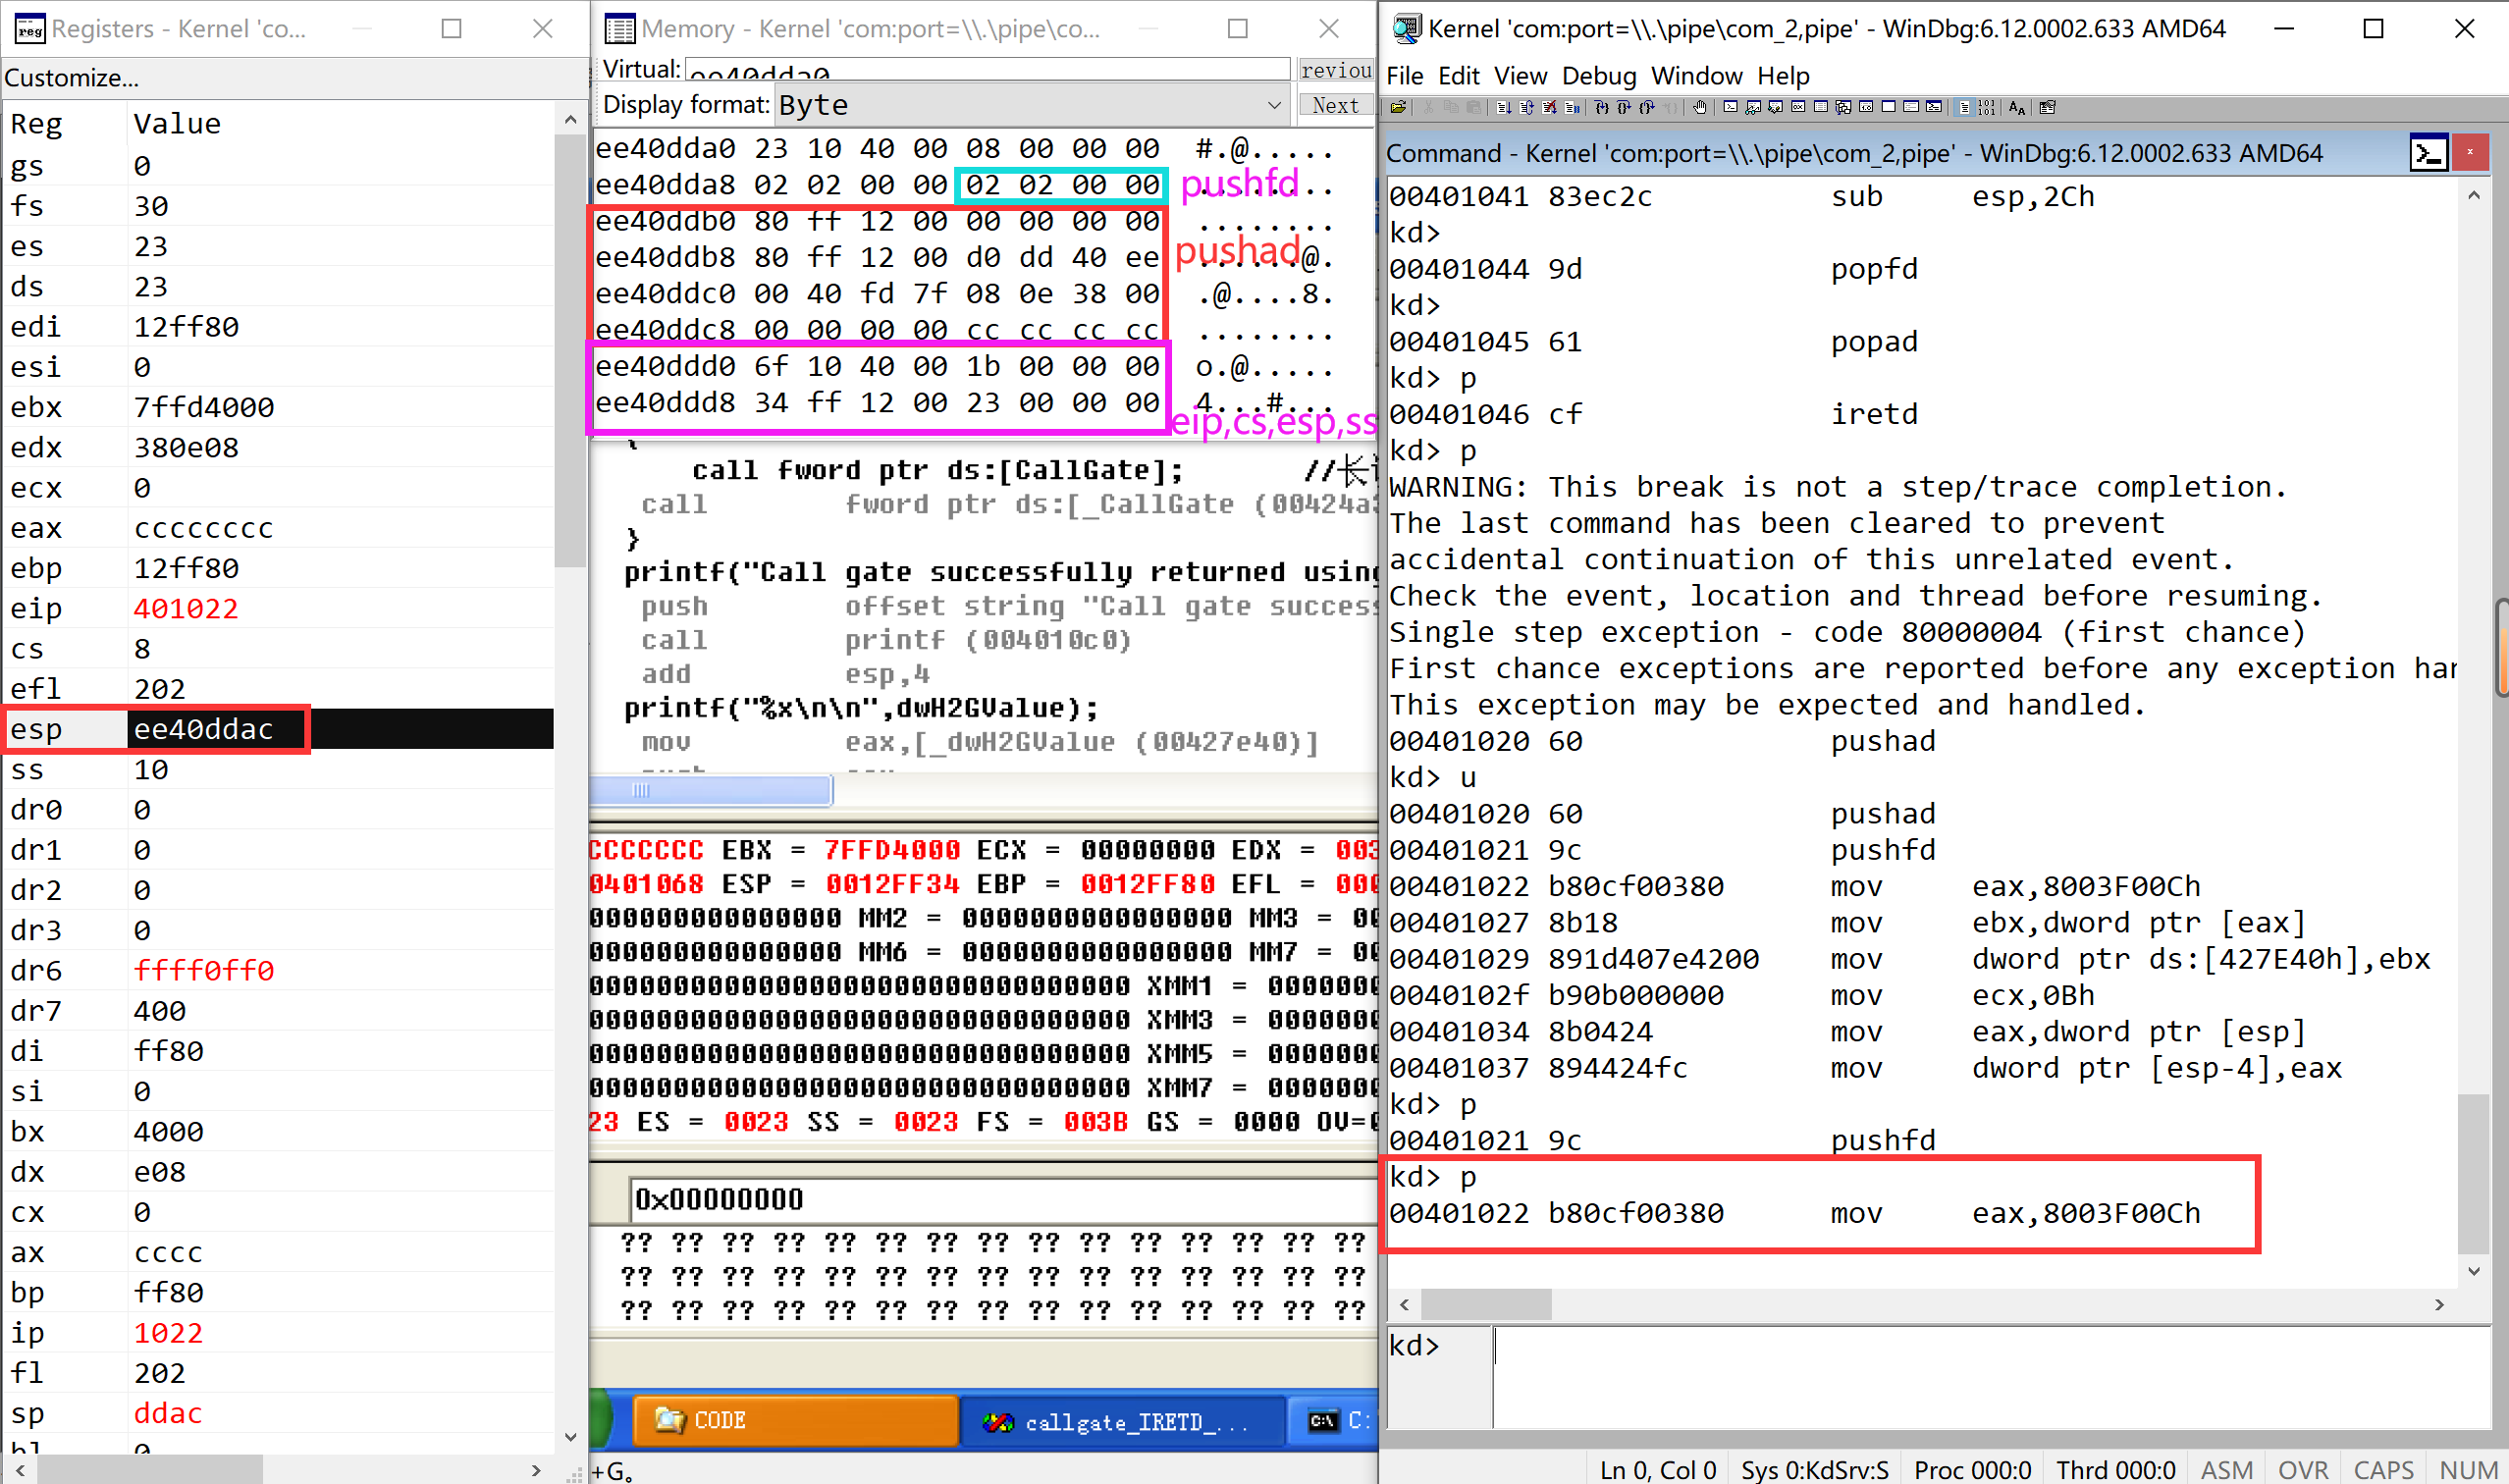 Registers - Kernel 'co...
Customize...
Reg Value
gs 0
fs 30
es 23
ds 23
edi 12ff80
esi 0
ebx 7ffd4000
edx 380e08
ecx 0
eax cccccccc
ebp 12ff80
eip 401022
cs 8
efl 202
esp ee40ddac
ss 10
dr0 0
dr1 0
dr2 0
dr3 0
dr6 ffff0ff0
dr7 400
di ff80
si 0
bx 4000
dx e08
cx 0
ax cccc
bp ff80
ip 1022
fl 202
sp ddac
bl 0
Memory - Kernel 'com:port=\\.\pipe\co...
Virtual: ee40dda0
reviou
Display format: Byte
Next
ee40dda0 23 10 40 00 08 00 00 00 #.@.....
ee40dda8 02 02 00 00 02 02 00 00 ........
pushfd
ee40ddb0 80 ff 12 00 00 00 00 00 ........
ee40ddb8 80 ff 12 00 d0 dd 40 ee ......@.
pushad
ee40ddc0 00 40 fd 7f 08 0e 38 00 .@....8.
ee40ddc8 00 00 00 00 cc cc cc cc ........
ee40ddd0 6f 10 40 00 1b 00 00 00 o.@.....
ee40ddd8 34 ff 12 00 23 00 00 00 4...#...
eip,cs,esp,ss
{
call fword ptr ds:[CallGate]; //长
call fword ptr ds:[_CallGate (00424a3
}
printf("Call gate successfully returned using
push offset string "Call gate success
call printf (004010c0)
add esp,4
printf("%x\n\n",dwH2GValue);
mov eax,[_dwH2GValue (00427e40)]
CCCCCCCC EBX = 7FFD4000 ECX = 00000000 EDX = 003
0401068 ESP = 0012FF34 EBP = 0012FF80 EFL = 000
000000000000000 MM2 = 0000000000000000 MM3 = 00
000000000000000 MM6 = 0000000000000000 MM7 = 00
00000000000000000000000000000000 XMM1 = 0000000
00000000000000000000000000000000 XMM3 = 0000000
00000000000000000000000000000000 XMM5 = 0000000
00000000000000000000000000000000 XMM7 = 0000000
23 ES = 0023 SS = 0023 FS = 003B GS = 0000 OV=0
0x00000000
?? ?? ?? ?? ?? ?? ?? ?? ?? ?? ?? ?? ?? ?? ??
?? ?? ?? ?? ?? ?? ?? ?? ?? ?? ?? ?? ?? ?? ??
?? ?? ?? ?? ?? ?? ?? ?? ?? ?? ?? ?? ?? ?? ??
CODE
callgate_IRETD_...
C:
+G。
Kernel 'com:port=\\.\pipe\com_2,pipe' - WinDbg:6.12.0002.633 AMD64
File Edit View Debug Window Help
Command - Kernel 'com:port=\\.\pipe\com_2,pipe' - WinDbg:6.12.0002.633 AMD64
00401041 83ec2c sub esp,2Ch
kd>
00401044 9d popfd
kd>
00401045 61 popad
kd> p
00401046 cf iretd
kd> p
WARNING: This break is not a step/trace completion.
The last command has been cleared to prevent
accidental continuation of this unrelated event.
Check the event, location and thread before resuming.
Single step exception - code 80000004 (first chance)
First chance exceptions are reported before any exception han
This exception may be expected and handled.
00401020 60 pushad
kd> u
00401020 60 pushad
00401021 9c pushfd
00401022 b80cf00380 mov eax,8003F00Ch
00401027 8b18 mov ebx,dword ptr [eax]
00401029 891d407e4200 mov dword ptr ds:[427E40h],ebx
0040102f b90b000000 mov ecx,0Bh
00401034 8b0424 mov eax,dword ptr [esp]
00401037 894424fc mov dword ptr [esp-4],eax
kd> p
00401021 9c pushfd
kd> p
00401022 b80cf00380 mov eax,8003F00Ch
kd>
Ln 0, Col 0 Sys 0:KdSrv:S Proc 000:0 Thrd 000:0 ASM OVR CAPS NUM